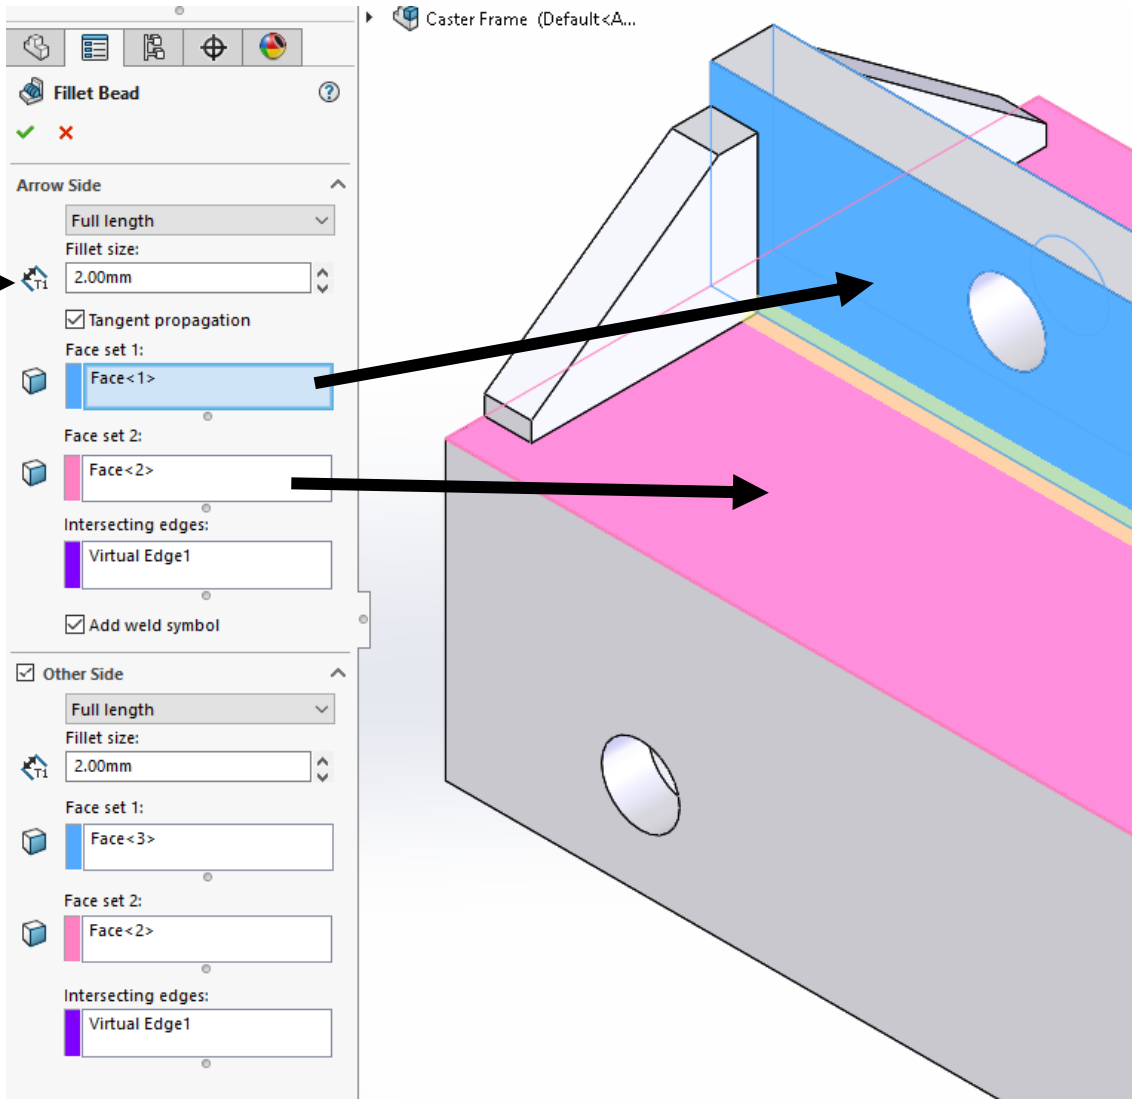 Caster Frame (Default<A...
Fillet Bead
Arrow Side
Full length
Fillet size:
T1
2.00mm
Tangent propagation
Face set 1:
Face<1>
Face set 2:
Face<2>
Intersecting edges:
Virtual Edge1
Add weld symbol
Other Side
Full length
Fillet size:
T1
2.00mm
Face set 1:
Face<3>
Face set 2:
Face<2>
Intersecting edges:
Virtual Edge1